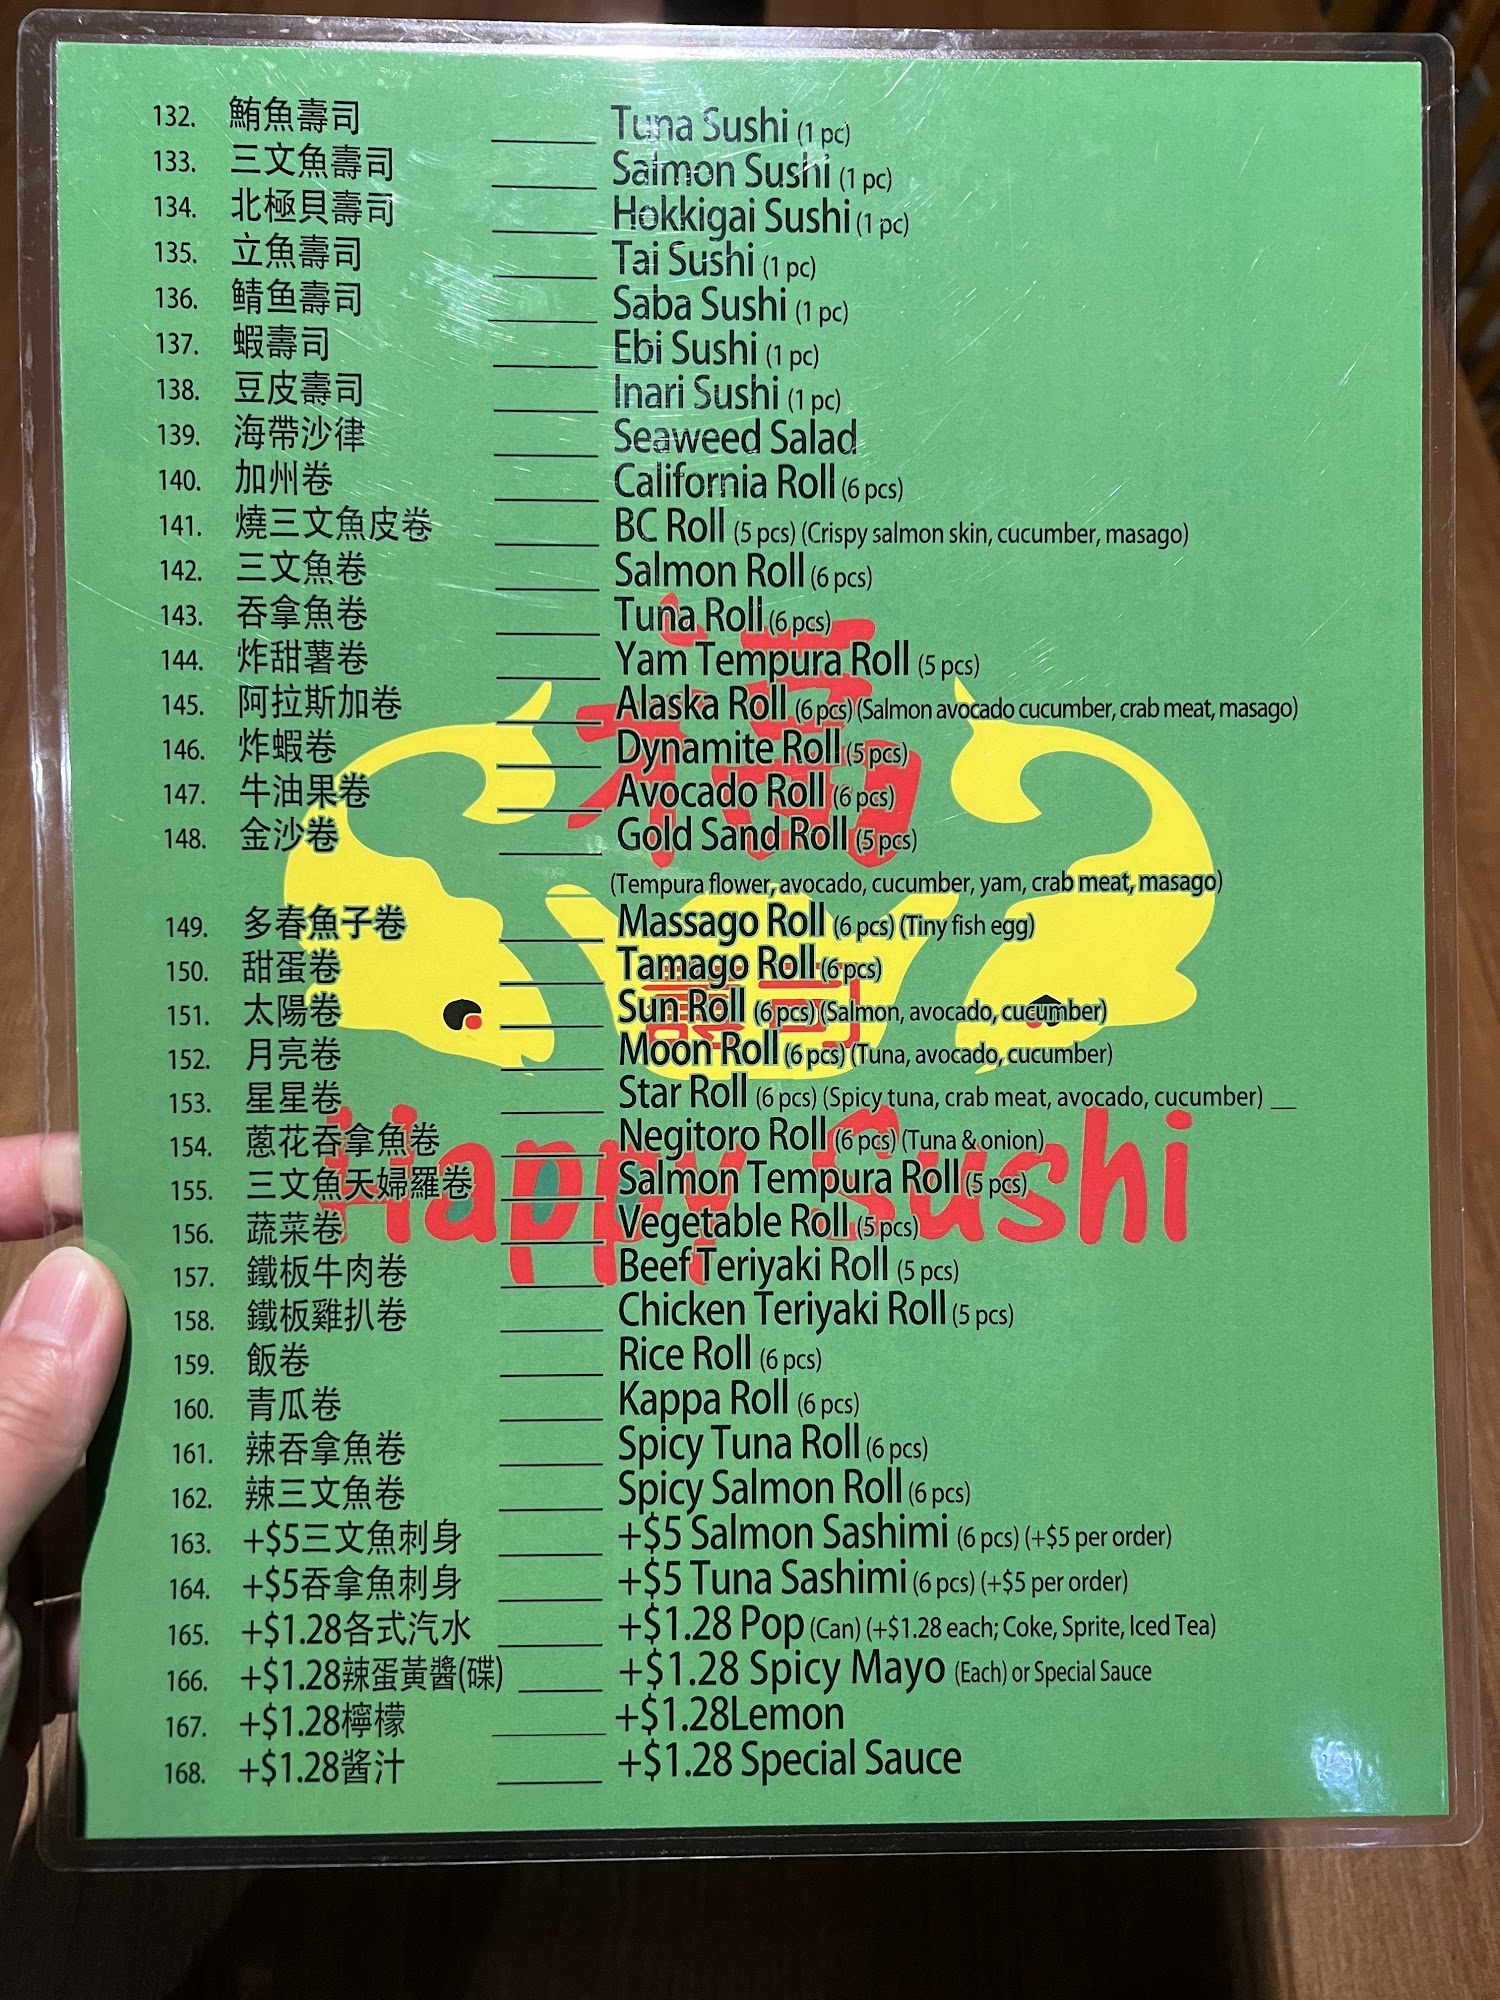 132. 鮪魚壽司 Tuna Sushi (1 pc)
133. 三文魚壽司 Salmon Sushi (1 pc)
134. 北極貝壽司 Hokkigai Sushi (1 pc)
135. 立魚壽司 Tai Sushi (1 pc)
136. 鯖鱼壽司 Saba Sushi (1 pc)
137. 蝦壽司 Ebi Sushi (1 pc)
138. 豆皮壽司 Inari Sushi (1 pc)
139. 海帶沙律 Seaweed Salad
140. 加州卷 California Roll (6 pcs)
141. 燒三文魚皮卷 BC Roll (5 pcs) (Crispy salmon skin, cucumber, masago)
142. 三文魚卷 Salmon Roll (6 pcs)
143. 吞拿魚卷 Tuna Roll (6 pcs)
144. 炸甜薯卷 Yam Tempura Roll (5 pcs)
145. 阿拉斯加卷 Alaska Roll (6 pcs) (Salmon avocado cucumber, crab meat, masago)
146. 炸蝦卷 Dynamite Roll (5 pcs)
147. 牛油果卷 Avocado Roll (6 pcs)
148. 金沙卷 Gold Sand Roll (5 pcs)
(Tempura flower, avocado, cucumber, yam, crab meat, masago)
149. 多春魚子卷 Massago Roll (6 pcs) (Tiny fish egg)
150. 甜蛋卷 Tamago Roll (6 pcs)
151. 太陽卷 Sun Roll (6 pcs) (Salmon, avocado, cucumber)
152. 月亮卷 Moon Roll (6 pcs) (Tuna, avocado, cucumber)
153. 星星卷 Star Roll (6 pcs) (Spicy tuna, crab meat, avocado, cucumber)
154. 蔥花吞拿魚卷 Negitoro Roll (6 pcs) (Tuna & onion)
155. 三文魚天婦羅卷 Salmon Tempura Roll (5 pcs)
156. 蔬菜卷 Vegetable Roll (5 pcs)
157. 鐵板牛肉卷 Beef Teriyaki Roll (5 pcs)
158. 鐵板雞扒卷 Chicken Teriyaki Roll (5 pcs)
159. 飯卷 Rice Roll (6 pcs)
160. 青瓜卷 Kappa Roll (6 pcs)
161. 辣吞拿魚卷 Spicy Tuna Roll (6 pcs)
162. 辣三文魚卷 Spicy Salmon Roll (6 pcs)
163. +$5三文魚刺身 +$5 Salmon Sashimi (6 pcs) (+$5 per order)
164. +$5吞拿魚刺身 +$5 Tuna Sashimi (6 pcs) (+$5 per order)
165. +$1.28各式汽水 +$1.28 Pop (Can) (+$1.28 each; Coke, Sprite, Iced Tea)
166. +$1.28辣蛋黃醬(碟) +$1.28 Spicy Mayo (Each) or Special Sauce
167. +$1.28檸檬 +$1.28Lemon
168. +$1.28酱汁 +$1.28 Special Sauce
福
壽司
Happy Sushi